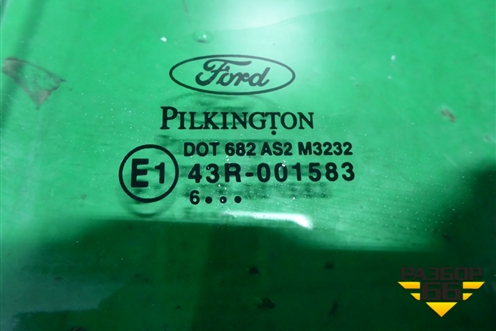 Ford
PILKINGTON
DOT 682 AS2 M3232
E1 43R-001583
6•••
РАЗБОР
66